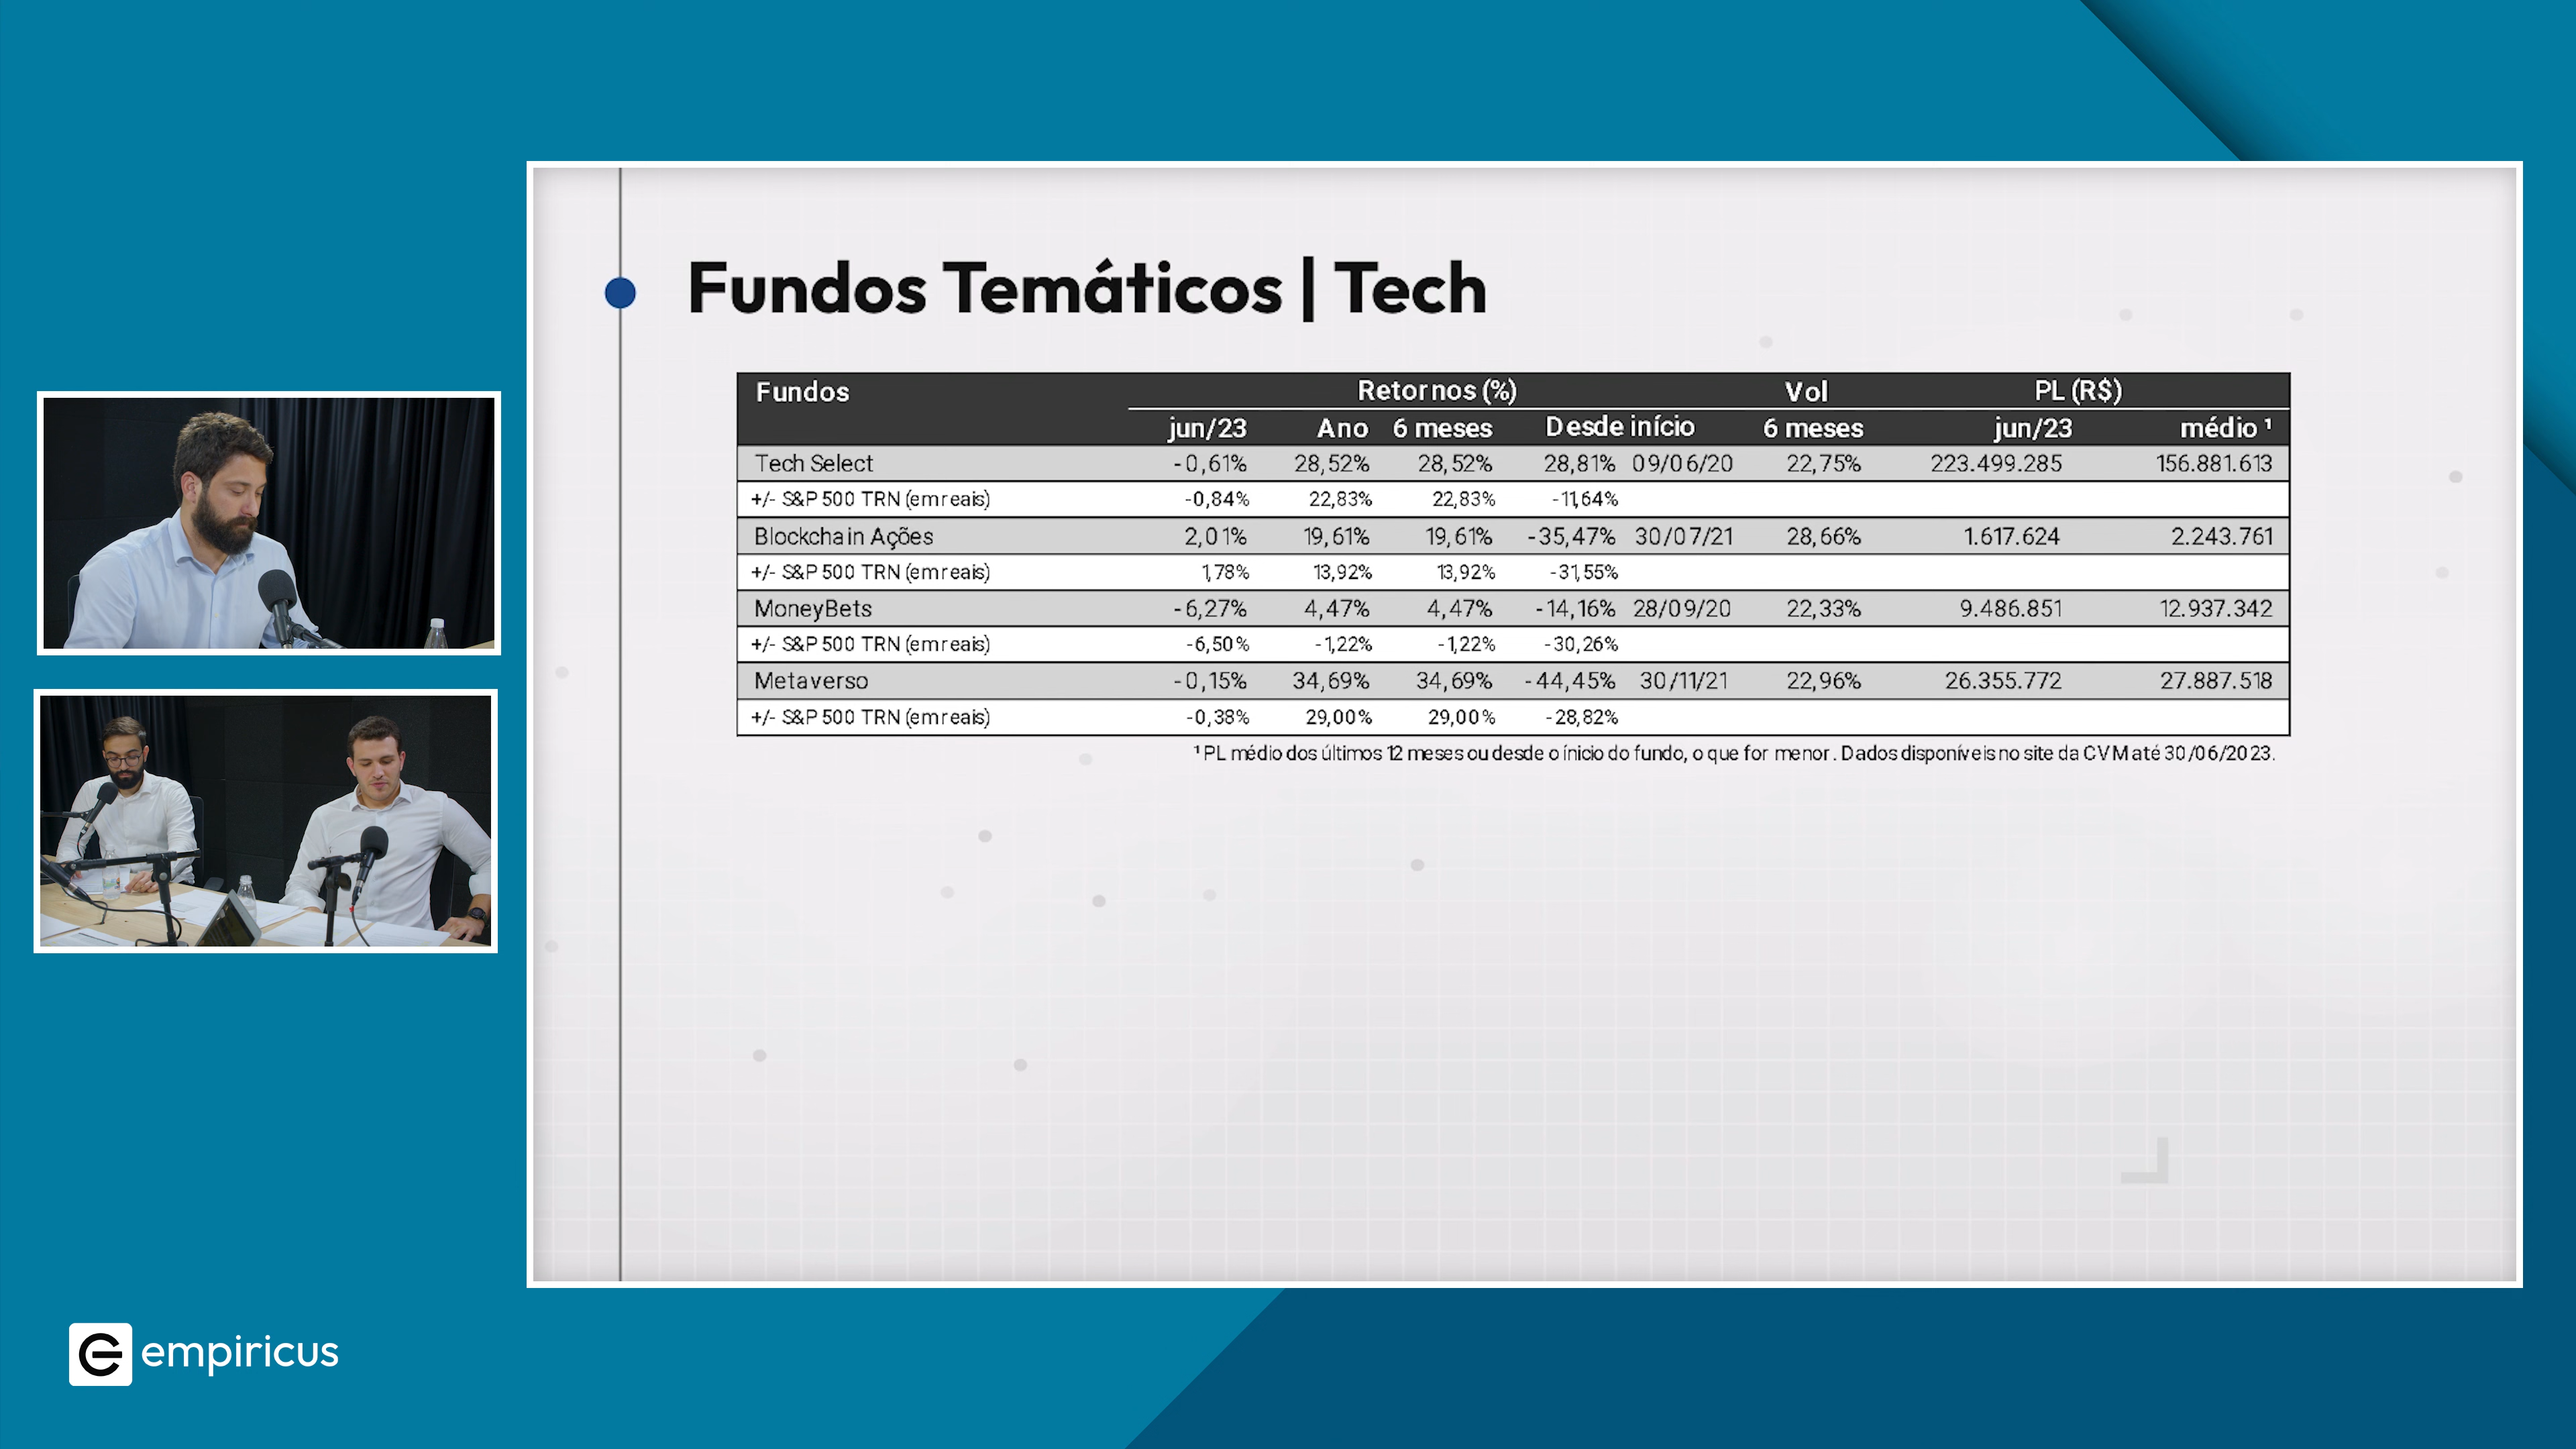 Fundos Temáticos | Tech
Fundos Retornos (%) Vol PL (R$)
jun/23 Ano 6 meses Desde início 6 meses jun/23 médio ¹
Tech Select -0,61% 28,52% 28,52% 28,81% 09/06/20 22,75% 223.499.285 156.881.613
+/- S&P 500 TRN (em reais) -0,84% 22,83% 22,83% -11,64%
Blockchain Ações 2,01% 19,61% 19,61% -35,47% 30/07/21 28,66% 1.617.624 2.243.761
+/- S&P 500 TRN (em reais) 1,78% 13,92% 13,92% -31,55%
MoneyBets -6,27% 4,47% 4,47% -14,16% 28/09/20 22,33% 9.486.851 12.937.342
+/- S&P 500 TRN (em reais) -6,50% -1,22% -1,22% -30,26%
Metaverso -0,15% 34,69% 34,69% -44,45% 30/11/21 22,96% 26.355.772 27.887.518
+/- S&P 500 TRN (em reais) -0,38% 29,00% 29,00% -28,82%
¹ PL médio dos últimos 12 meses ou desde o ínicio do fundo, o que for menor. Dados disponíveis no site da CVM até 30/06/2023.
empiricus